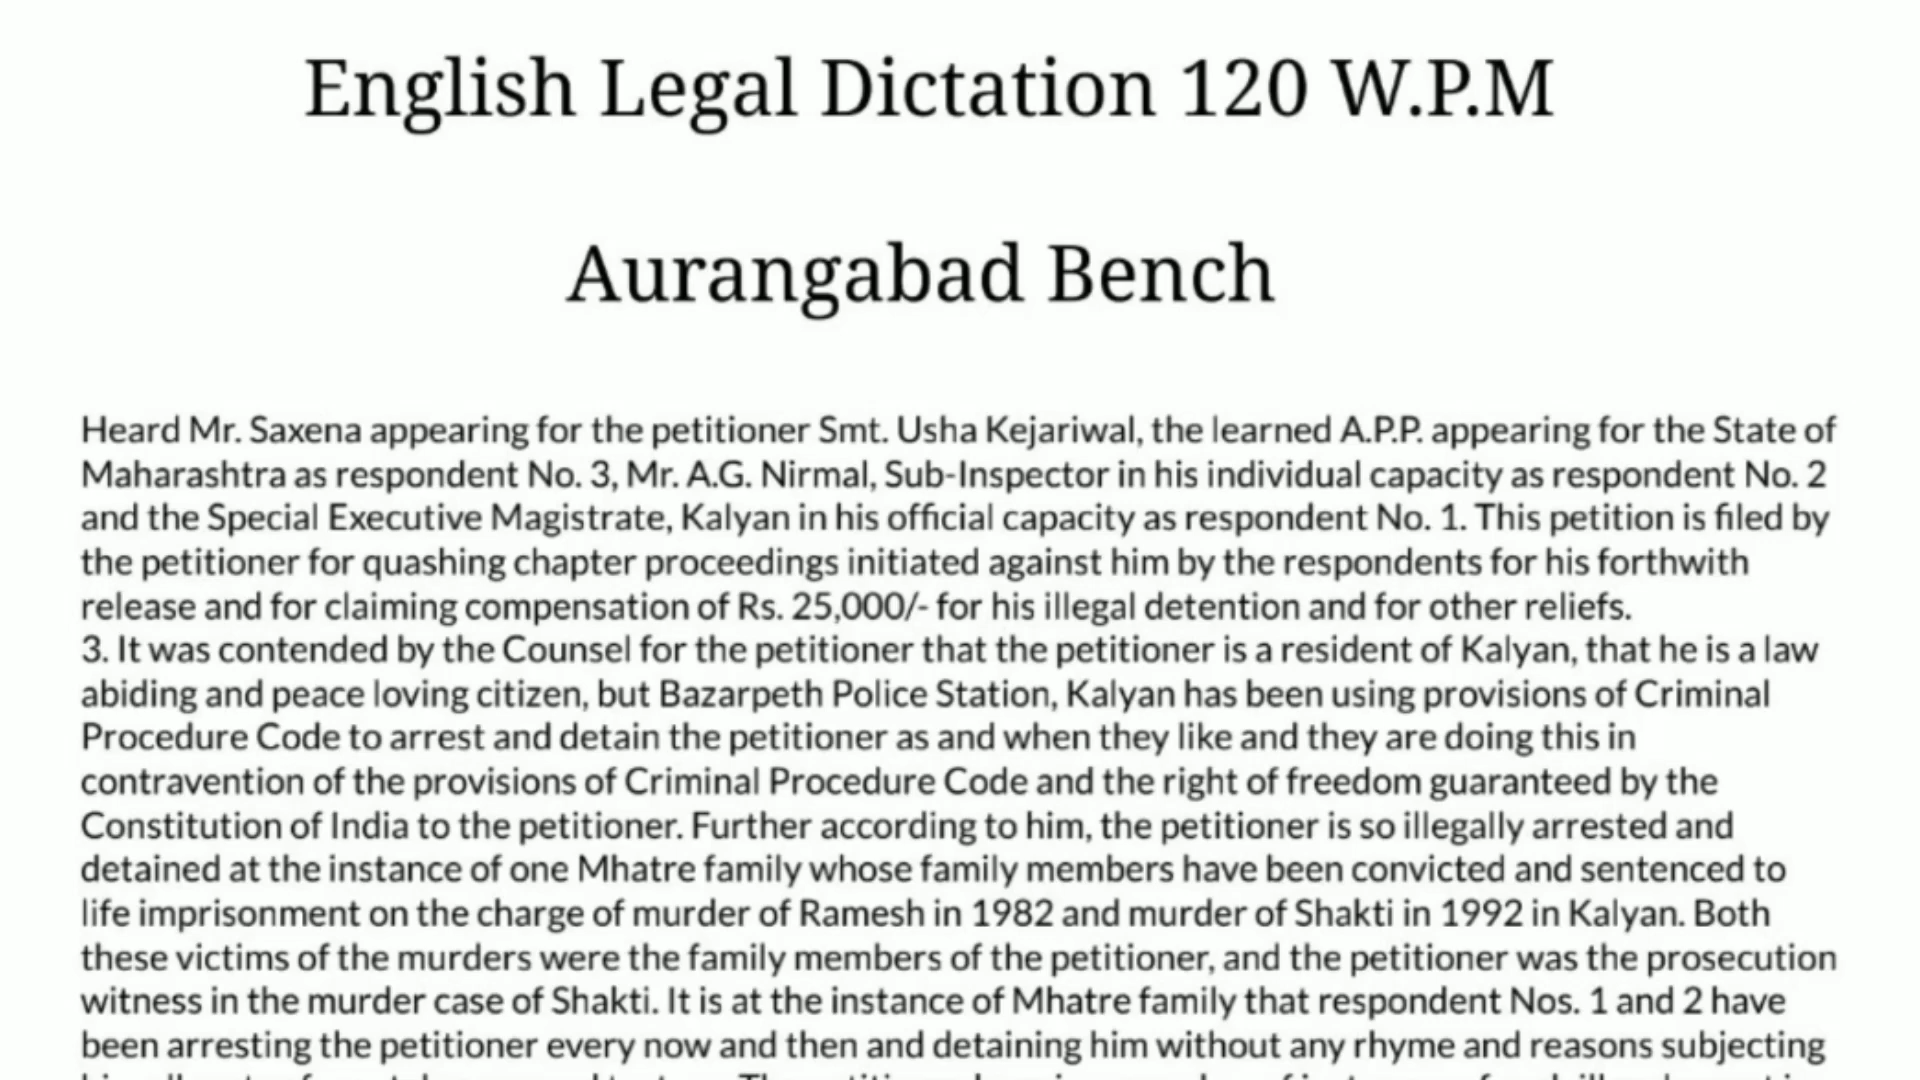 English Legal Dictation 120 W.P.M
Aurangabad Bench
Heard Mr. Saxena appearing for the petitioner Smt. Usha Kejariwal, the learned A.P.P. appearing for the State of
Maharashtra as respondent No. 3, Mr. A.G. Nirmal, Sub-Inspector in his individual capacity as respondent No. 2
and the Special Executive Magistrate, Kalyan in his official capacity as respondent No. 1. This petition is filed by
the petitioner for quashing chapter proceedings initiated against him by the respondents for his forthwith
release and for claiming compensation of Rs. 25,000/- for his illegal detention and for other reliefs.
3. It was contended by the Counsel for the petitioner that the petitioner is a resident of Kalyan, that he is a law
abiding and peace loving citizen, but Bazarpeth Police Station, Kalyan has been using provisions of Criminal
Procedure Code to arrest and detain the petitioner as and when they like and they are doing this in
contravention of the provisions of Criminal Procedure Code and the right of freedom guaranteed by the
Constitution of India to the petitioner. Further according to him, the petitioner is so illegally arrested and
detained at the instance of one Mhatre family whose family members have been convicted and sentenced to
life imprisonment on the charge of murder of Ramesh in 1982 and murder of Shakti in 1992 in Kalyan. Both
these victims of the murders were the family members of the petitioner, and the petitioner was the prosecution
witness in the murder case of Shakti. It is at the instance of Mhatre family that respondent Nos. 1 and 2 have
been arresting the petitioner every now and then and detaining him without any rhyme and reasons subjecting